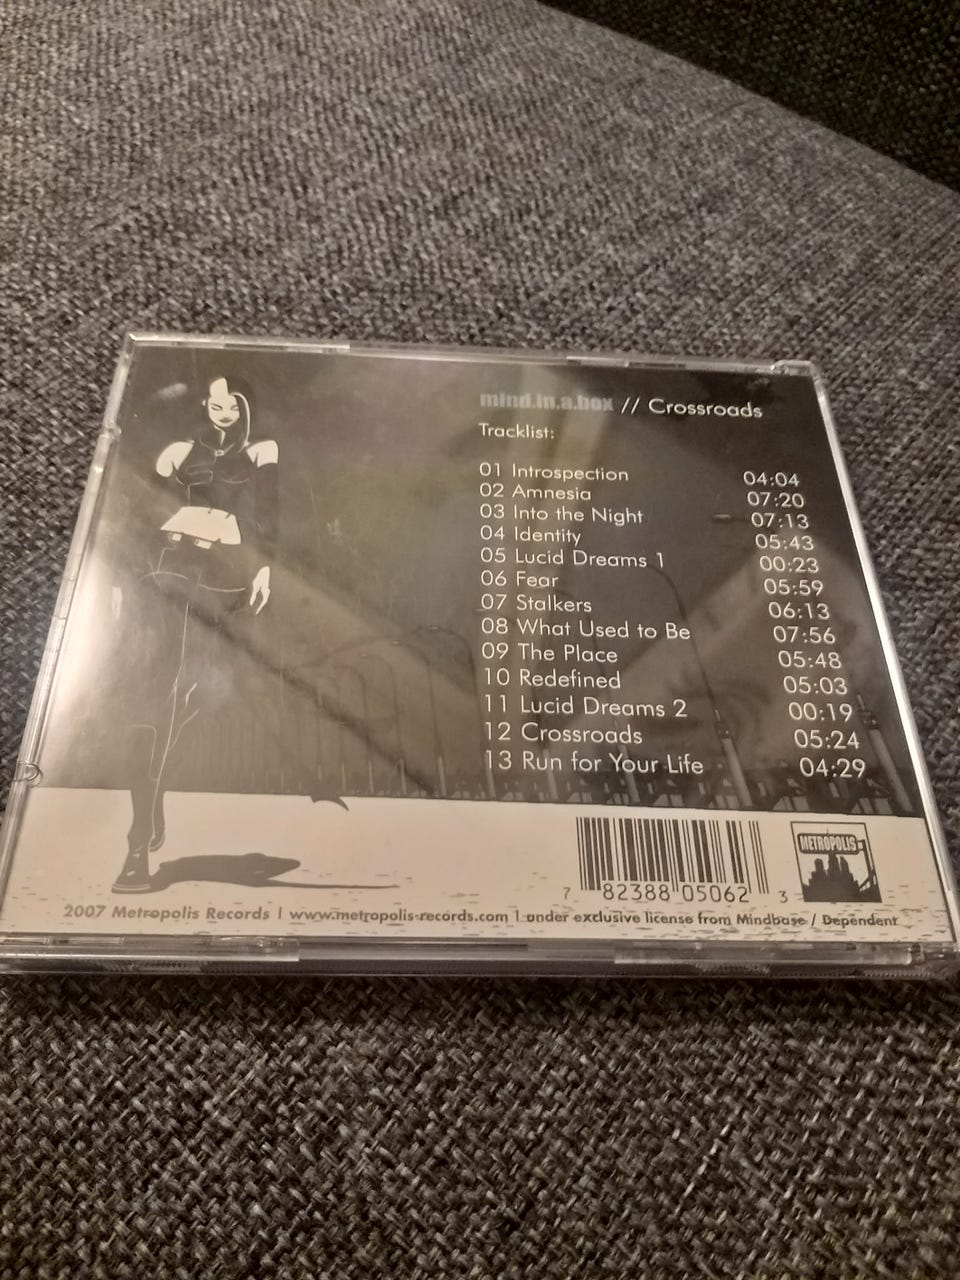 mind.in.a.box // Crossroads
Tracklist:
01 Introspection 04:04
02 Amnesia 07:20
03 Into the Night 07:13
04 Identity 05:43
05 Lucid Dreams 1 00:23
06 Fear 05:59
07 Stalkers 06:13
08 What Used to Be 07:56
09 The Place 05:48
10 Redefined 05:03
11 Lucid Dreams 2 00:19
12 Crossroads 05:24
13 Run for Your Life 04:29
METROPOLIS
7 82388 05062 3
2007 Metropolis Records | www.metropolis-records.com | under exclusive license from Mindbase / Dependent